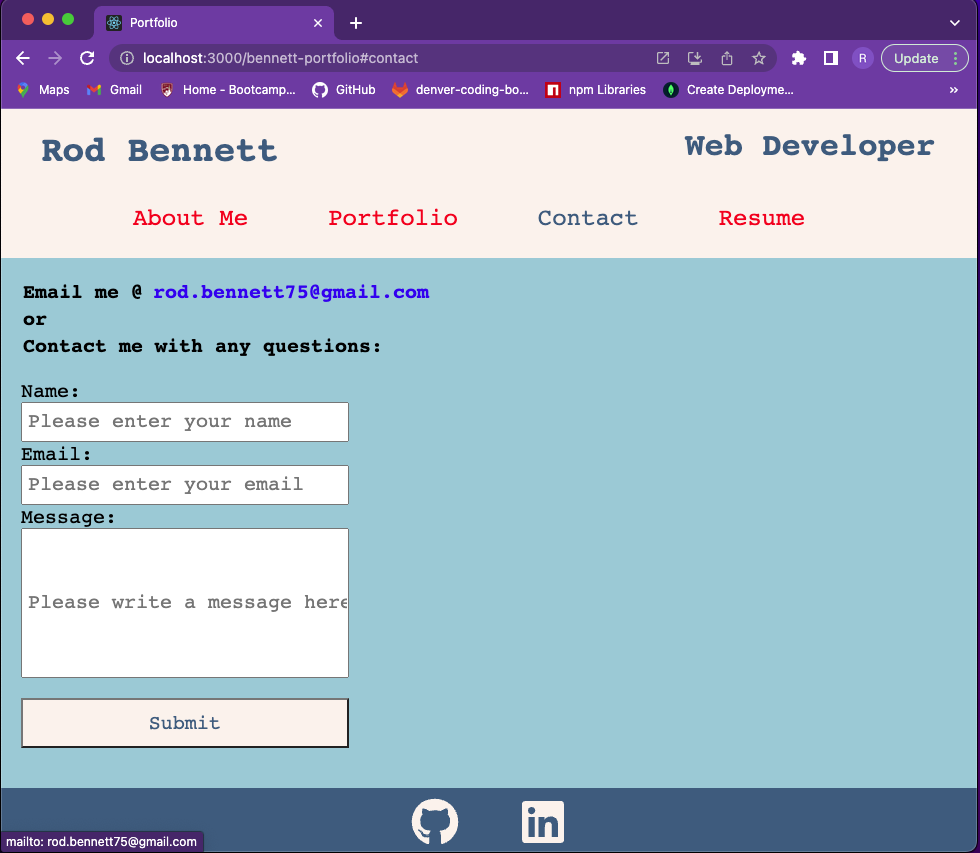 Portfolio
localhost:3000/bennett-portfolio#contact
R
Update
Maps
Gmail
Home - Bootcamp...
GitHub
denver-coding-bo...
npm Libraries
Create Deployme...
»
Rod Bennett
Web Developer
About Me
Portfolio
Contact
Resume
Email me @ rod.bennett75@gmail.com
or
Contact me with any questions:
Name:
Please enter your name
Email:
Please enter your email
Message:
Please write a message here
Submit
in
mailto: rod.bennett75@gmail.com